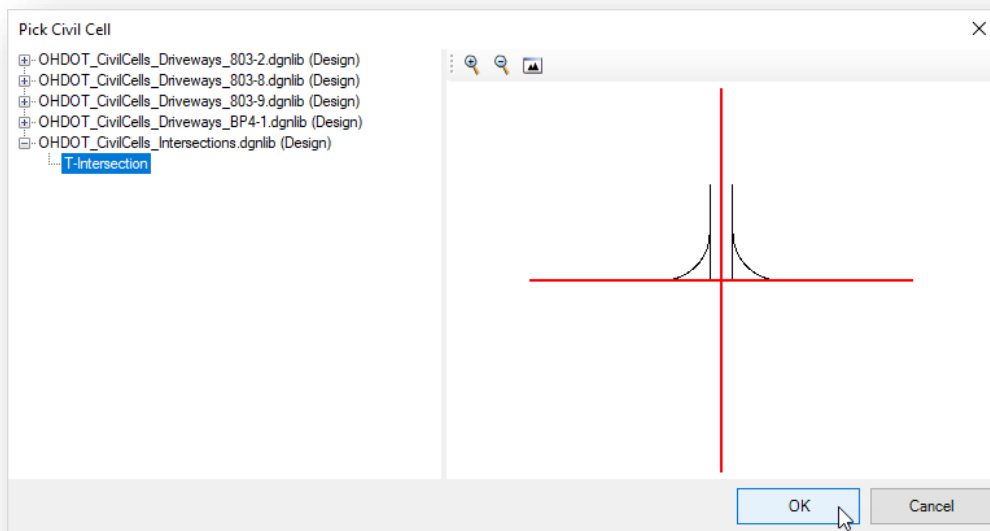 Pick Civil Cell
OHDOT_CivilCells_Driveways_803-2.dgnlib (Design)
OHDOT_CivilCells_Driveways_803-8.dgnlib (Design)
OHDOT_CivilCells_Driveways_803-9.dgnlib (Design)
OHDOT_CivilCells_Driveways_BP4-1.dgnlib (Design)
OHDOT_CivilCells_Intersections.dgnlib (Design)
T-Intersection
OK
Cancel